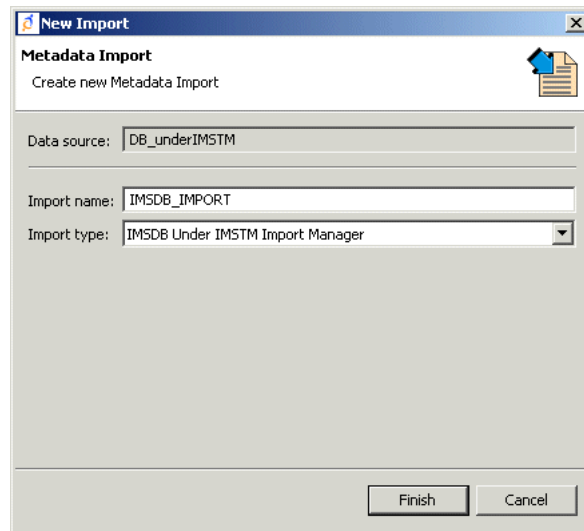 New Import
Metadata Import
Create new Metadata Import
Data source: DB_underIMSTM
Import name: IMSDB_IMPORT
Import type: IMSDB Under IMSTM Import Manager
Finish Cancel